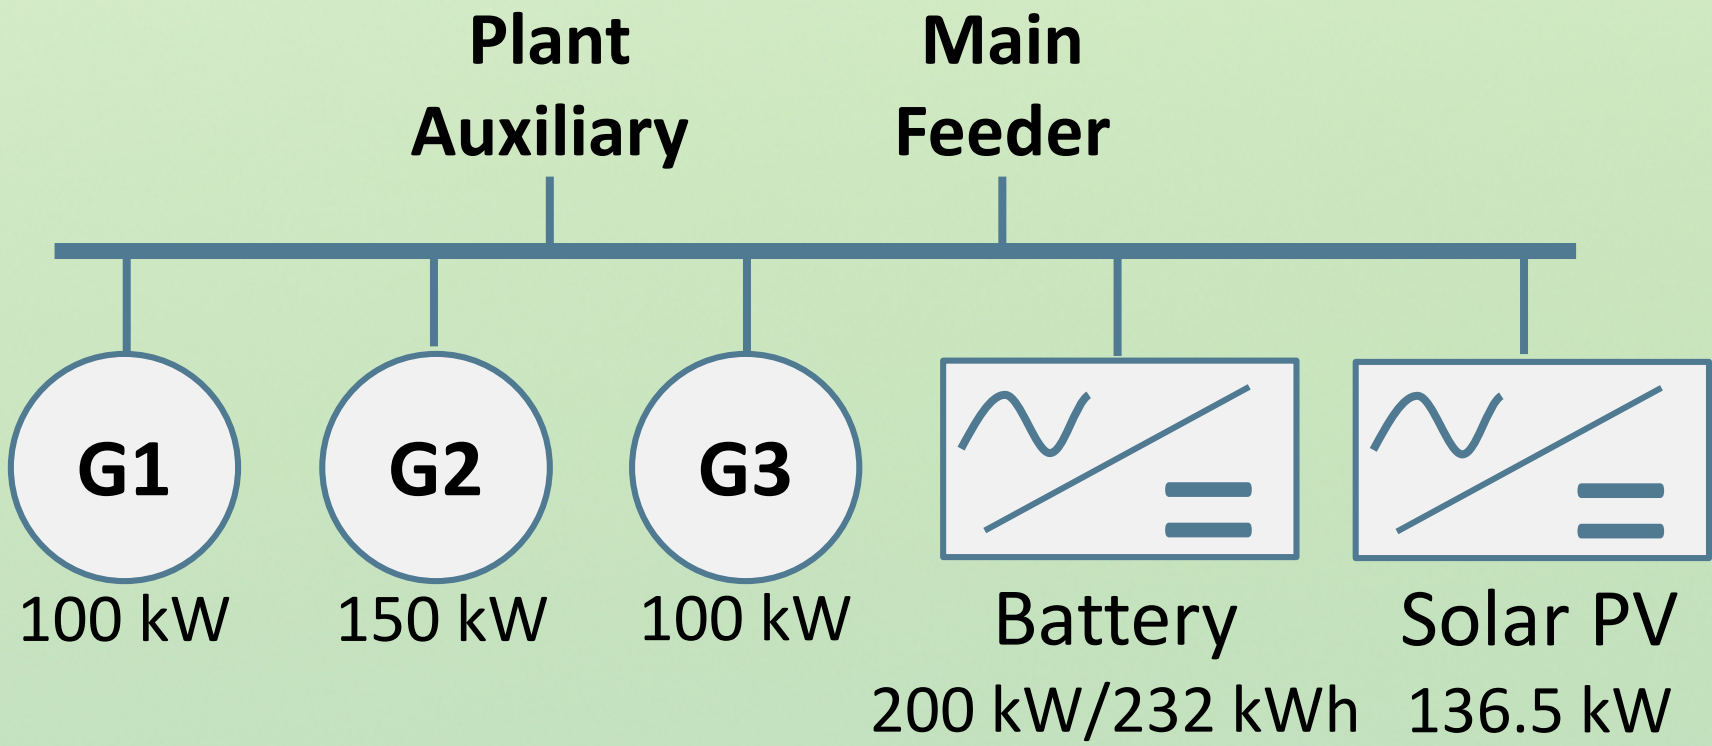 Plant
Auxiliary
Main
Feeder
G1
G2
G3
100 kW
150 kW
100 kW
Battery
200 kW/232 kWh
Solar PV
136.5 kW